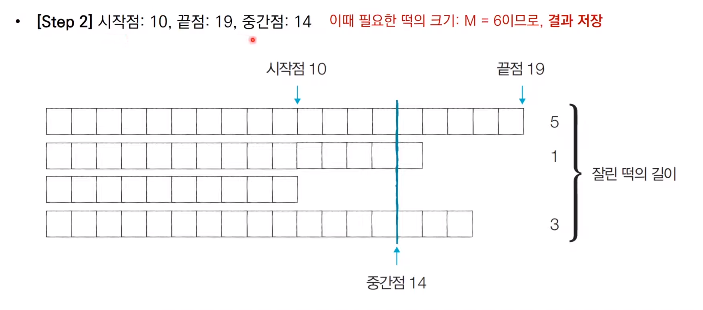 • [Step 2] 시작점: 10, 끝점: 19, 중간점: 14 이때 필요한 떡의 크기: M = 6이므로, 결과 저장
시작점 10 끝점 19
5
1
잘린 떡의 길이
3
중간점 14